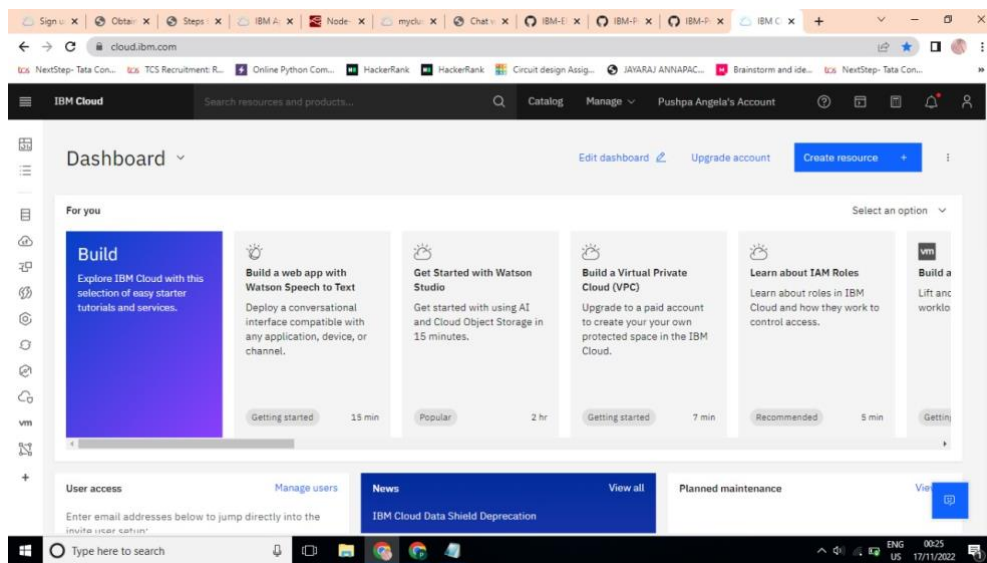 Sign u
Obtain
Steps
IBM A
Node-
myclu
Chat w
IBM-E
IBM-P
IBM-P
IBM C
cloud.ibm.com
NextStep- Tata Con...
TCS Recruitment: R...
Online Python Com...
HackerRank
HackerRank
Circuit design Assig...
JAYARAJ ANNAPAC...
Brainstorm and ide...
NextStep- Tata Con...
IBM Cloud
Search resources and products...
Catalog
Manage
Pushpa Angela's Account
Dashboard
Edit dashboard
Upgrade account
Create resource +
For you
Select an option
Build
Explore IBM Cloud with this
selection of easy starter
tutorials and services.
Build a web app with
Watson Speech to Text
Deploy a conversational
interface compatible with
any application, device, or
channel.
Getting started
15 min
Get Started with Watson
Studio
Get started with using AI
and Cloud Object Storage in
15 minutes.
Popular
2 hr
Build a Virtual Private
Cloud (VPC)
Upgrade to a paid account
to create your your own
protected space in the IBM
Cloud.
Getting started
7 min
Learn about IAM Roles
Learn about roles in IBM
Cloud and how they work to
control access.
Recommended
5 min
vm
Build a
Lift and
worklo
Getting
vm
User access
Manage users
Enter email addresses below to jump directly into the
invite user setup:
News
View all
IBM Cloud Data Shield Deprecation
Planned maintenance
Type here to search
ENG
US
00:25
17/11/2022